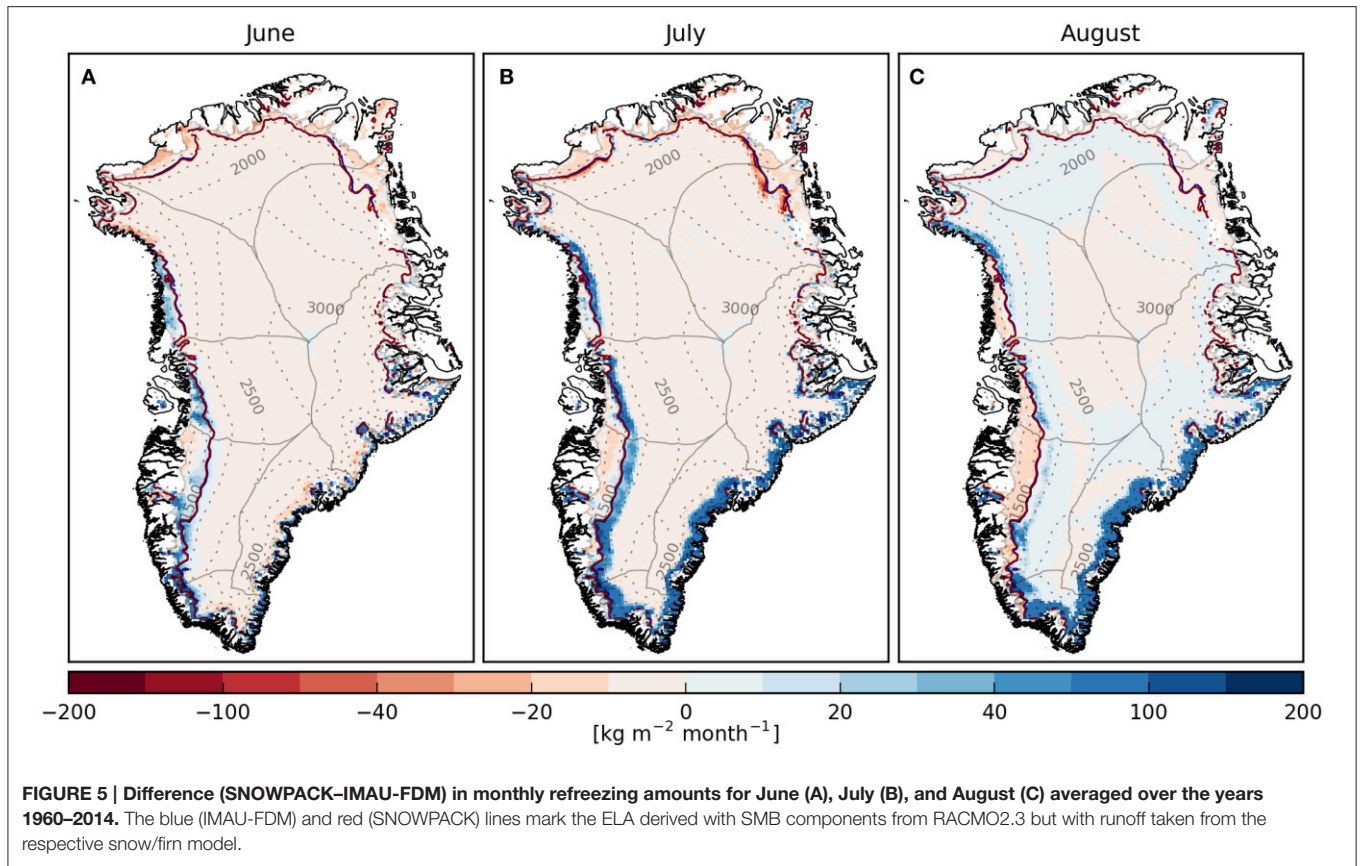 June
July
August
A
B
C
2000
3000
2500
1500
2500
2000
3000
2500
1500
2500
2000
3000
2500
1500
2500
−200 −100 −40 −20 0 20 40 100 200
[kg m⁻² month⁻¹]
FIGURE 5 | Difference (SNOWPACK–IMAU-FDM) in monthly refreezing amounts for June (A), July (B), and August (C) averaged over the years
1960–2014. The blue (IMAU-FDM) and red (SNOWPACK) lines mark the ELA derived with SMB components from RACMO2.3 but with runoff taken from the
respective snow/firn model.